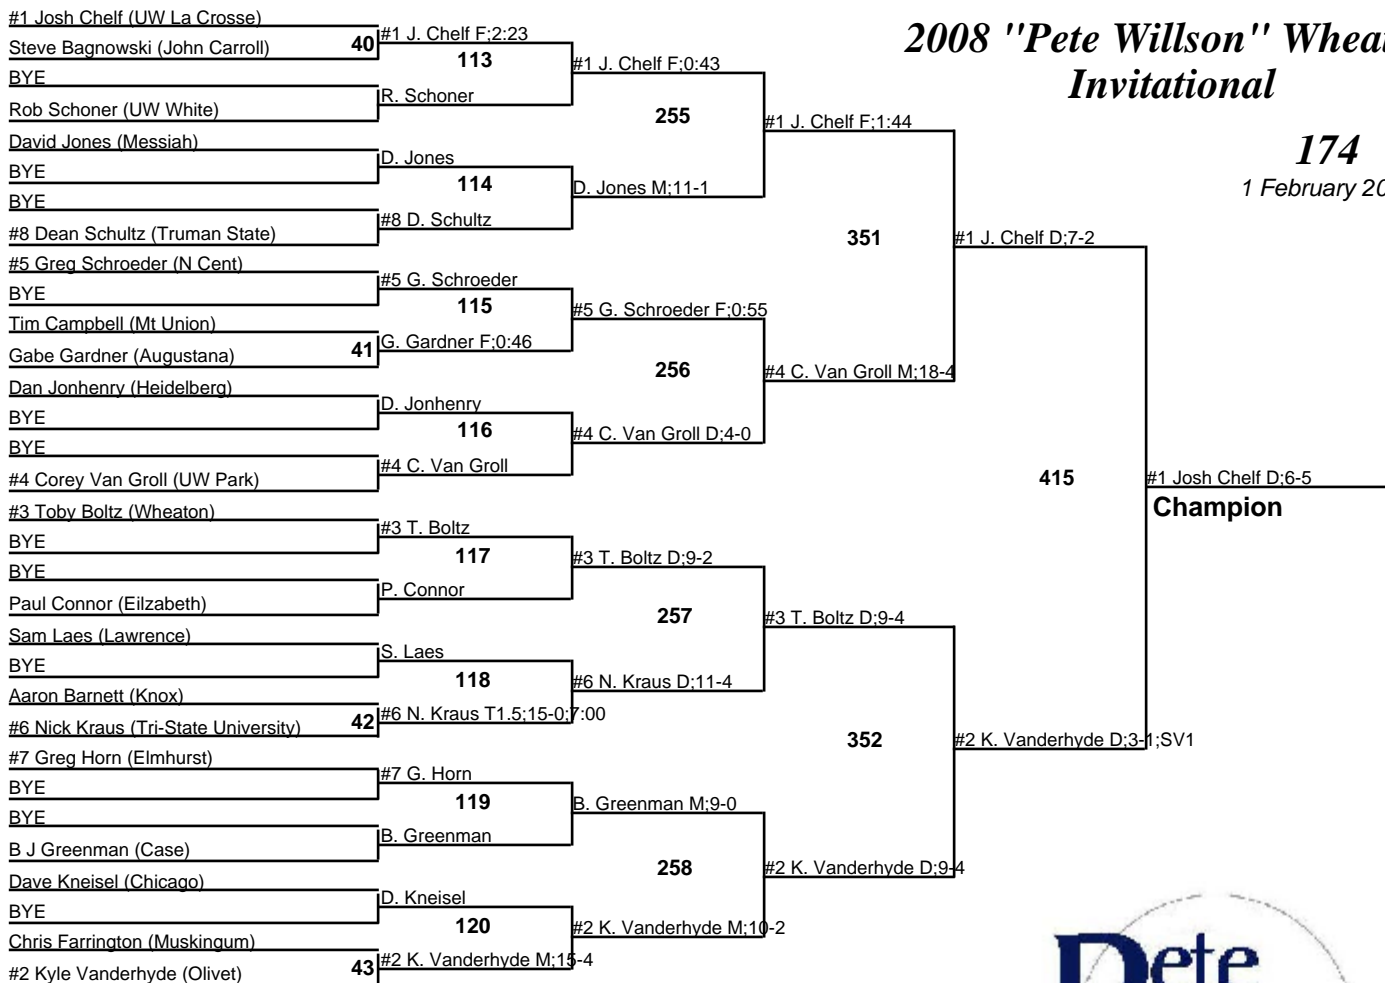 2008 "Pete Willson" Whea
Invitational
174
1 February 20
#1 Josh Chelf (UW La Crosse)
Steve Bagnowski (John Carroll)
BYE
Rob Schoner (UW White)
David Jones (Messiah)
BYE
BYE
#8 Dean Schultz (Truman State)
#5 Greg Schroeder (N Cent)
BYE
Tim Campbell (Mt Union)
Gabe Gardner (Augustana)
Dan Jonhenry (Heidelberg)
BYE
BYE
#4 Corey Van Groll (UW Park)
#3 Toby Boltz (Wheaton)
BYE
BYE
Paul Connor (Eilzabeth)
Sam Laes (Lawrence)
BYE
Aaron Barnett (Knox)
#6 Nick Kraus (Tri-State University)
#7 Greg Horn (Elmhurst)
BYE
BYE
B J Greenman (Case)
Dave Kneisel (Chicago)
BYE
Chris Farrington (Muskingum)
#2 Kyle Vanderhyde (Olivet)
40
41
42
43
#1 J. Chelf F;2:23
113
R. Schoner
D. Jones
114
#8 D. Schultz
#5 G. Schroeder
115
G. Gardner F;0:46
D. Jonhenry
116
#4 C. Van Groll
#3 T. Boltz
117
P. Connor
S. Laes
118
#6 N. Kraus T1.5;15-0;7:00
#7 G. Horn
119
B. Greenman
D. Kneisel
120
#2 K. Vanderhyde M;15-4
#1 J. Chelf F;0:43
255
D. Jones M;11-1
#5 G. Schroeder F;0:55
256
#4 C. Van Groll D;4-0
#3 T. Boltz D;9-2
257
#6 N. Kraus D;11-4
B. Greenman M;9-0
258
#2 K. Vanderhyde M;10-2
#1 J. Chelf F;1:44
351
#4 C. Van Groll M;18-4
#3 T. Boltz D;9-4
352
#2 K. Vanderhyde D;9-4
#1 J. Chelf D;7-2
415
#2 K. Vanderhyde D;3-1;SV1
#1 Josh Chelf D;6-5
Champion
Pete